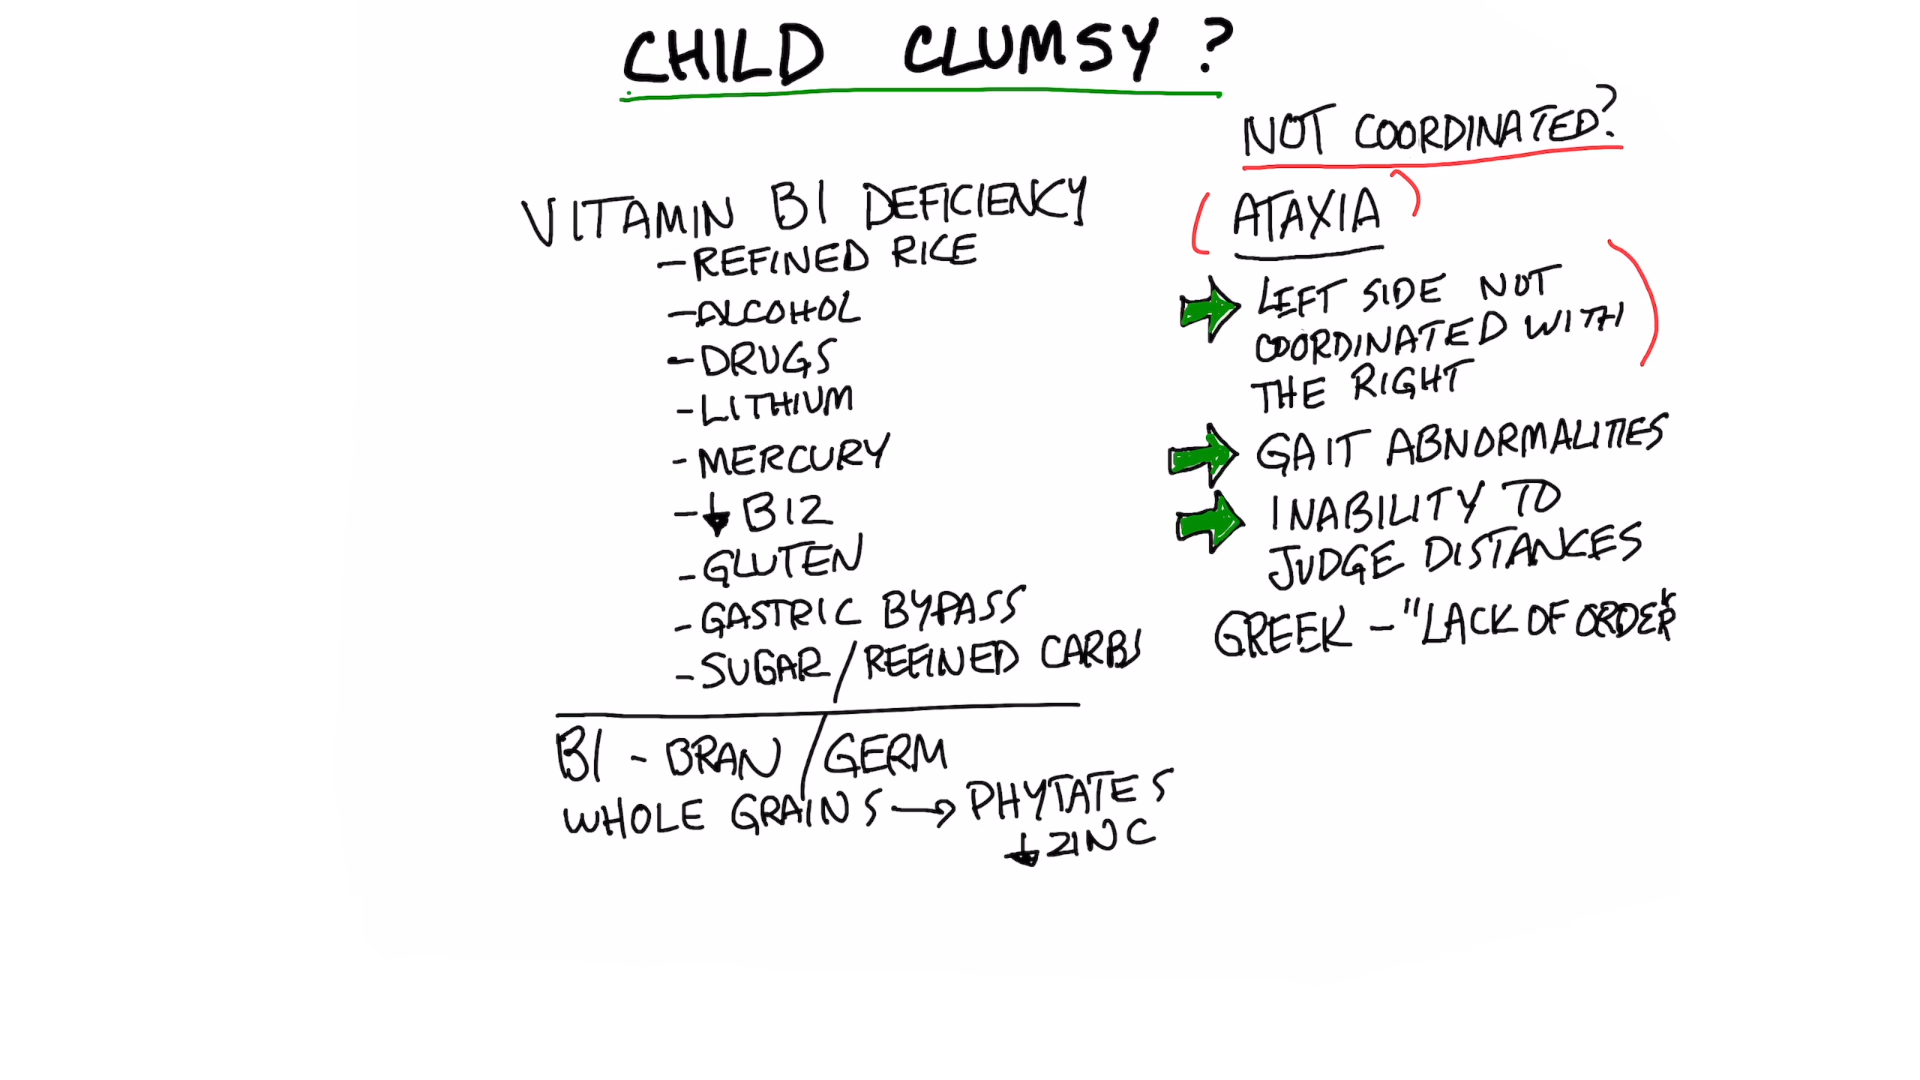 CHILD CLUMSY?
VITAMIN B1 DEFICIENCY
- REFINED RICE
- ALCOHOL
- DRUGS
- LITHIUM
- MERCURY
- ↓ B12
- GLUTEN
- GASTRIC BYPASS
- SUGAR / REFINED CARBS
B1 - BRAN / GERM
WHOLE GRAINS → PHYTATES
↓ ZINC
NOT COORDINATED?
(ATAXIA)
LEFT SIDE NOT
COORDINATED WITH
THE RIGHT
GAIT ABNORMALITIES
INABILITY TO
JUDGE DISTANCES
GREEK - "LACK OF ORDER"